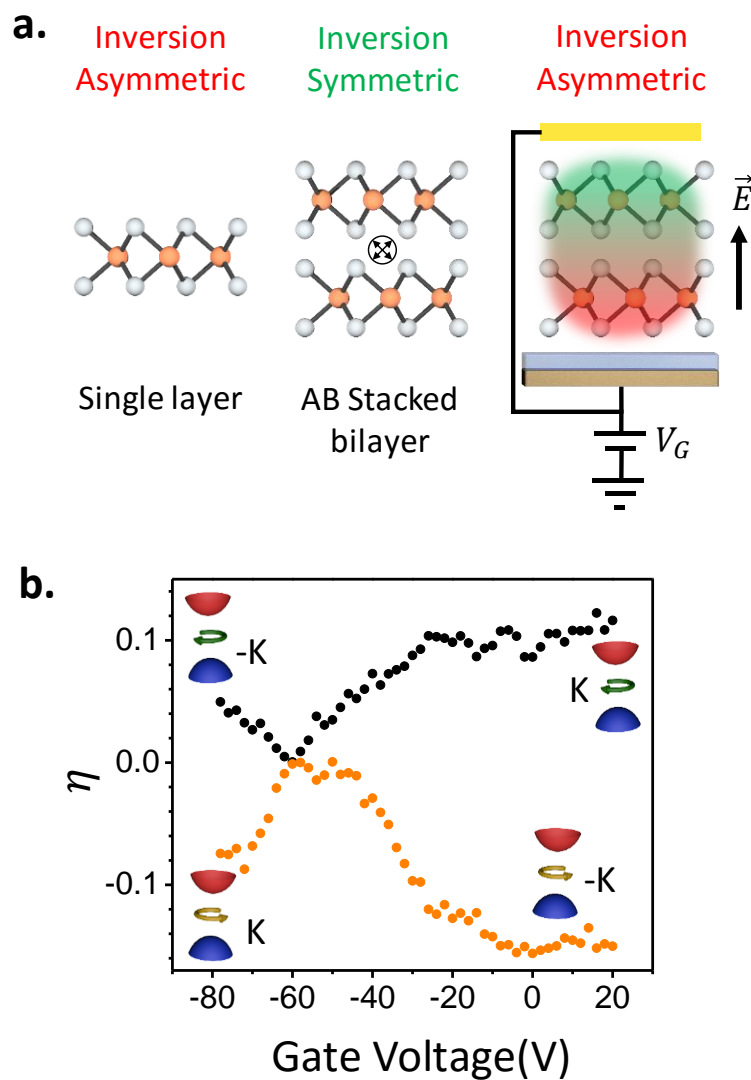 a.
Inversion
Asymmetric
Inversion
Symmetric
Inversion
Asymmetric
E⃗
Single layer
AB Stacked
bilayer
V_G
b.
0.1
0.0
-0.1
η
-K
K
K
-K
-80 -60 -40 -20 0 20
Gate Voltage(V)